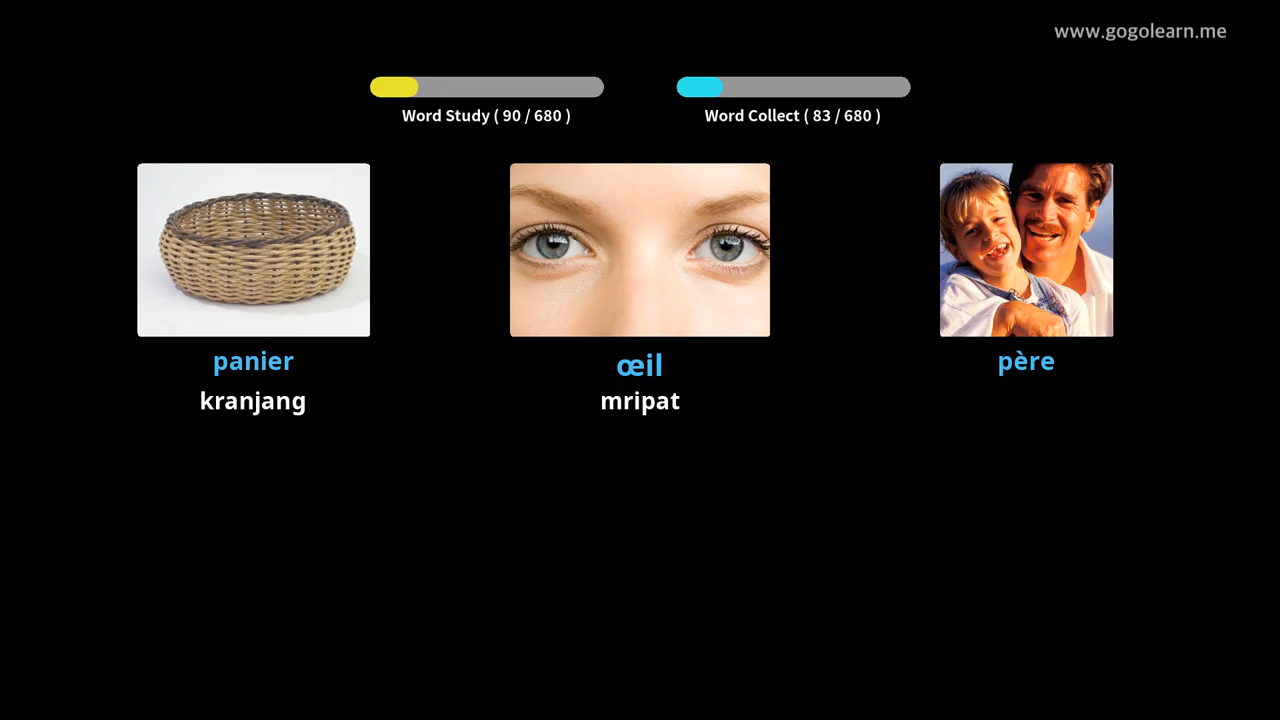 www.gogolearn.me
Word Study ( 90 / 680 )
Word Collect ( 83 / 680 )
panier
kranjang
œil
mripat
père